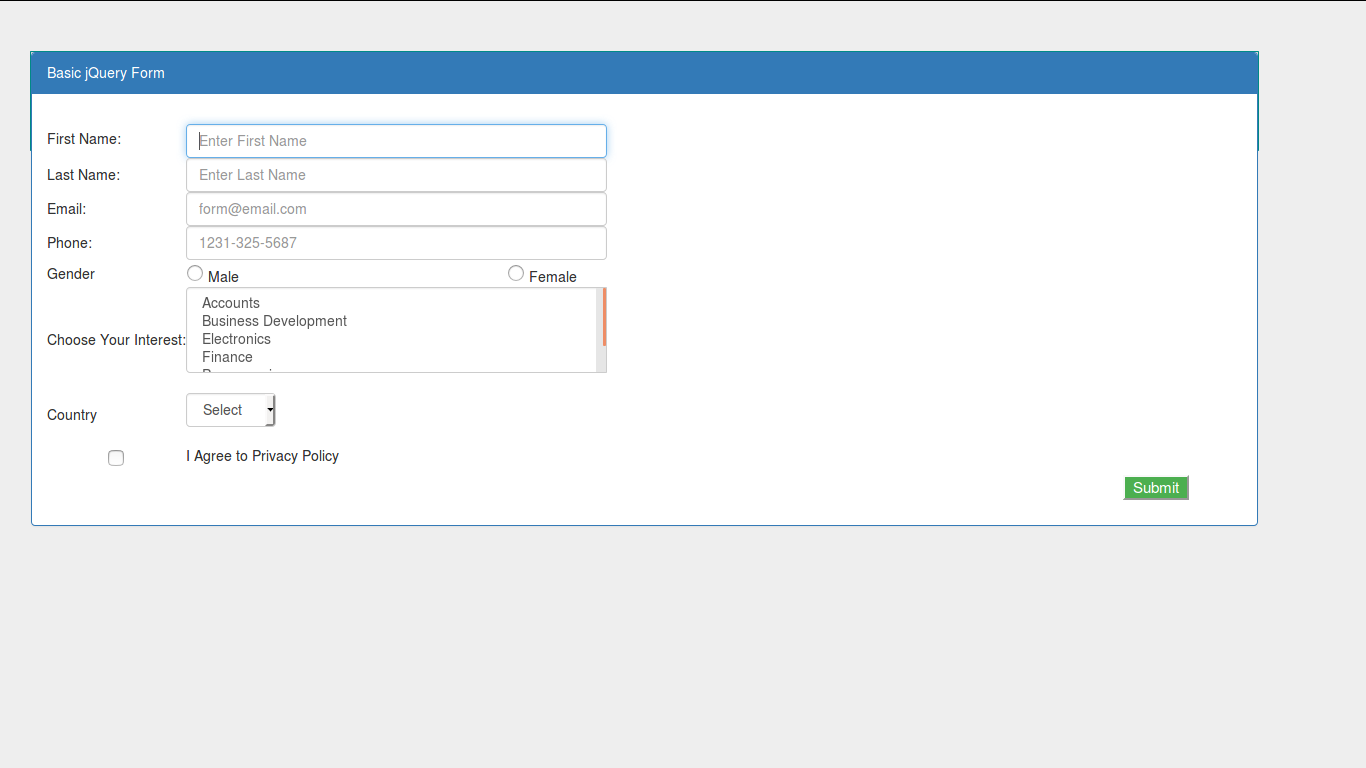 Basic jQuery Form
First Name:
Enter First Name
Last Name:
Enter Last Name
Email:
form@email.com
Phone:
1231-325-5687
Gender
Male
Female
Choose Your Interest:
Accounts
Business Development
Electronics
Finance
Country
Select
I Agree to Privacy Policy
Submit